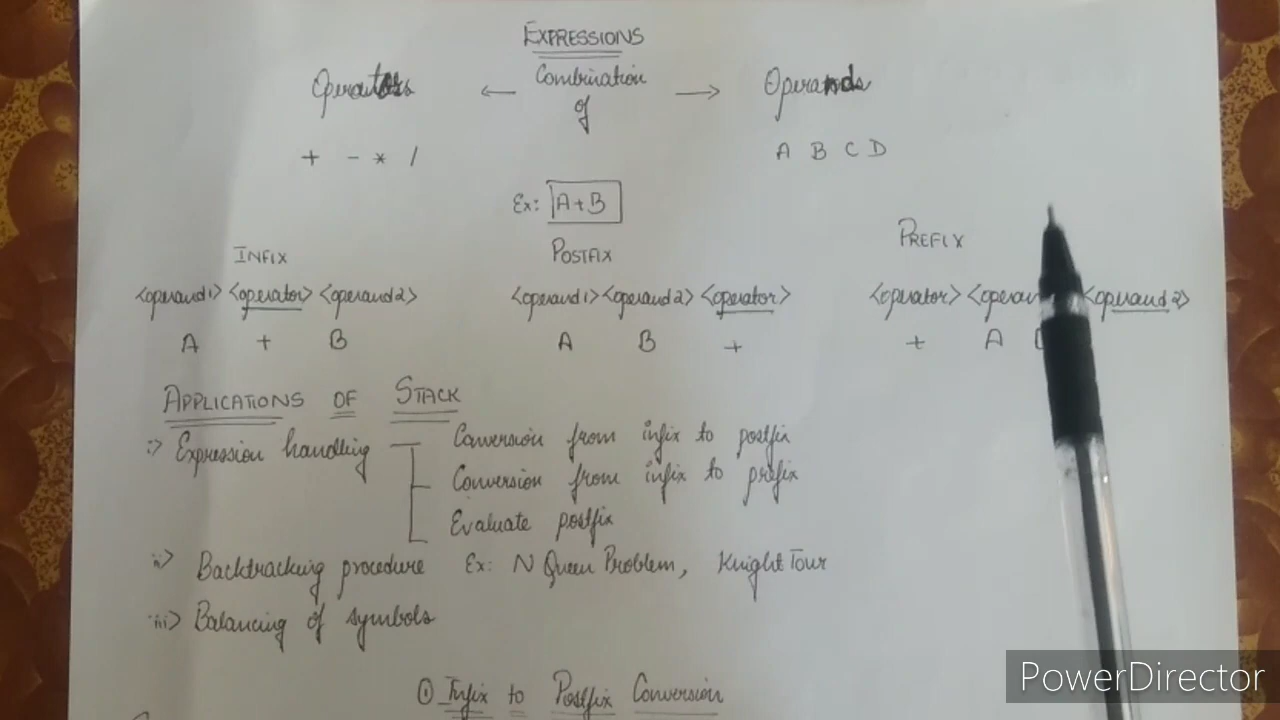 EXPRESSIONS
Operators ← Combination of → Operands
+ - * / A B C D
Ex: A+B
INFIX POSTFIX PREFIX
<operand1> <operator> <operand2> <operand1> <operand2> <operator> <operator> <operand2>
A + B A B + + A
APPLICATIONS OF STACK
i> Expression handling Conversion from infix to postfix
Conversion from infix to prefix
Evaluate postfix
ii> Backtracking procedure Ex: N Queen Problem, Knight Tour
iii> Balancing of symbols
① Infix to Postfix Conversion
PowerDirector